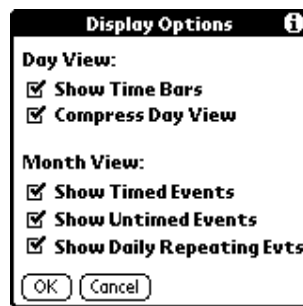 Display Options i
Day View:
Show Time Bars
Compress Day View
Month View:
Show Timed Events
Show Untimed Events
Show Daily Repeating Evts
OK Cancel